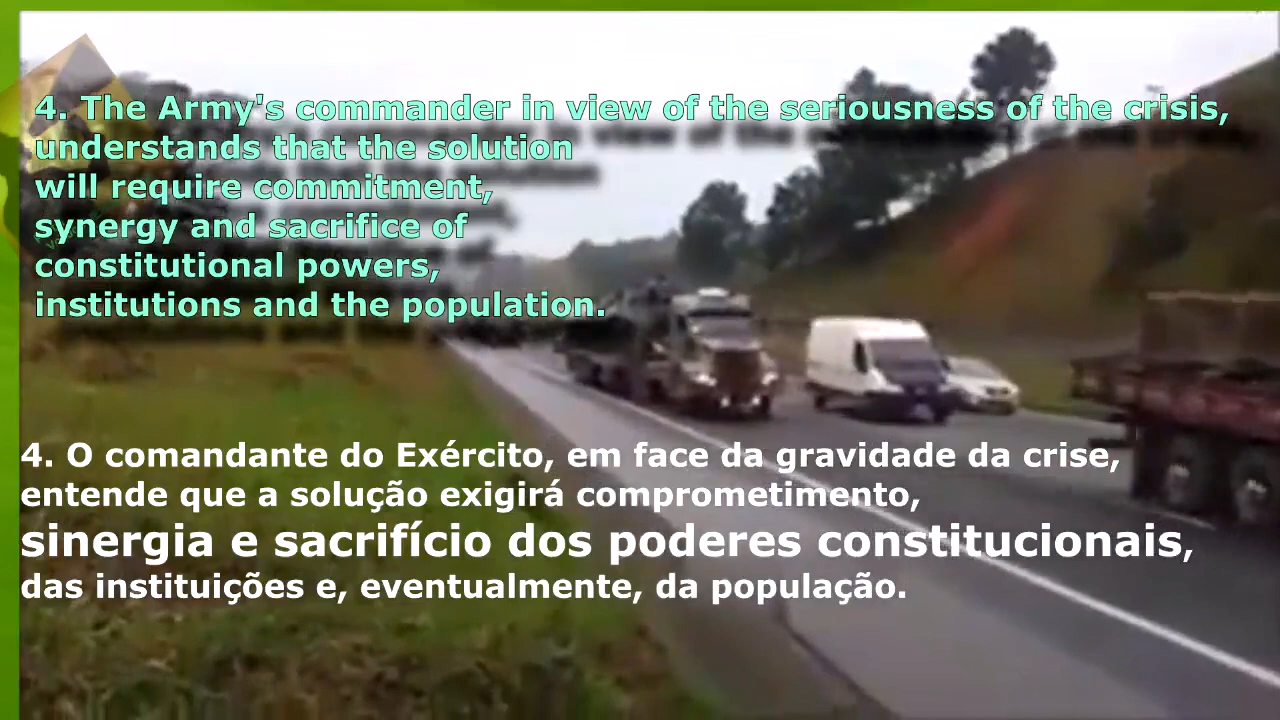 4. The Army's commander in view of the seriousness of the crisis,
understands that the solution
will require commitment,
synergy and sacrifice of
constitutional powers,
institutions and the population.
4. O comandante do Exército, em face da gravidade da crise,
entende que a solução exigirá comprometimento,
sinergia e sacrifício dos poderes constitucionais,
das instituições e, eventualmente, da população.